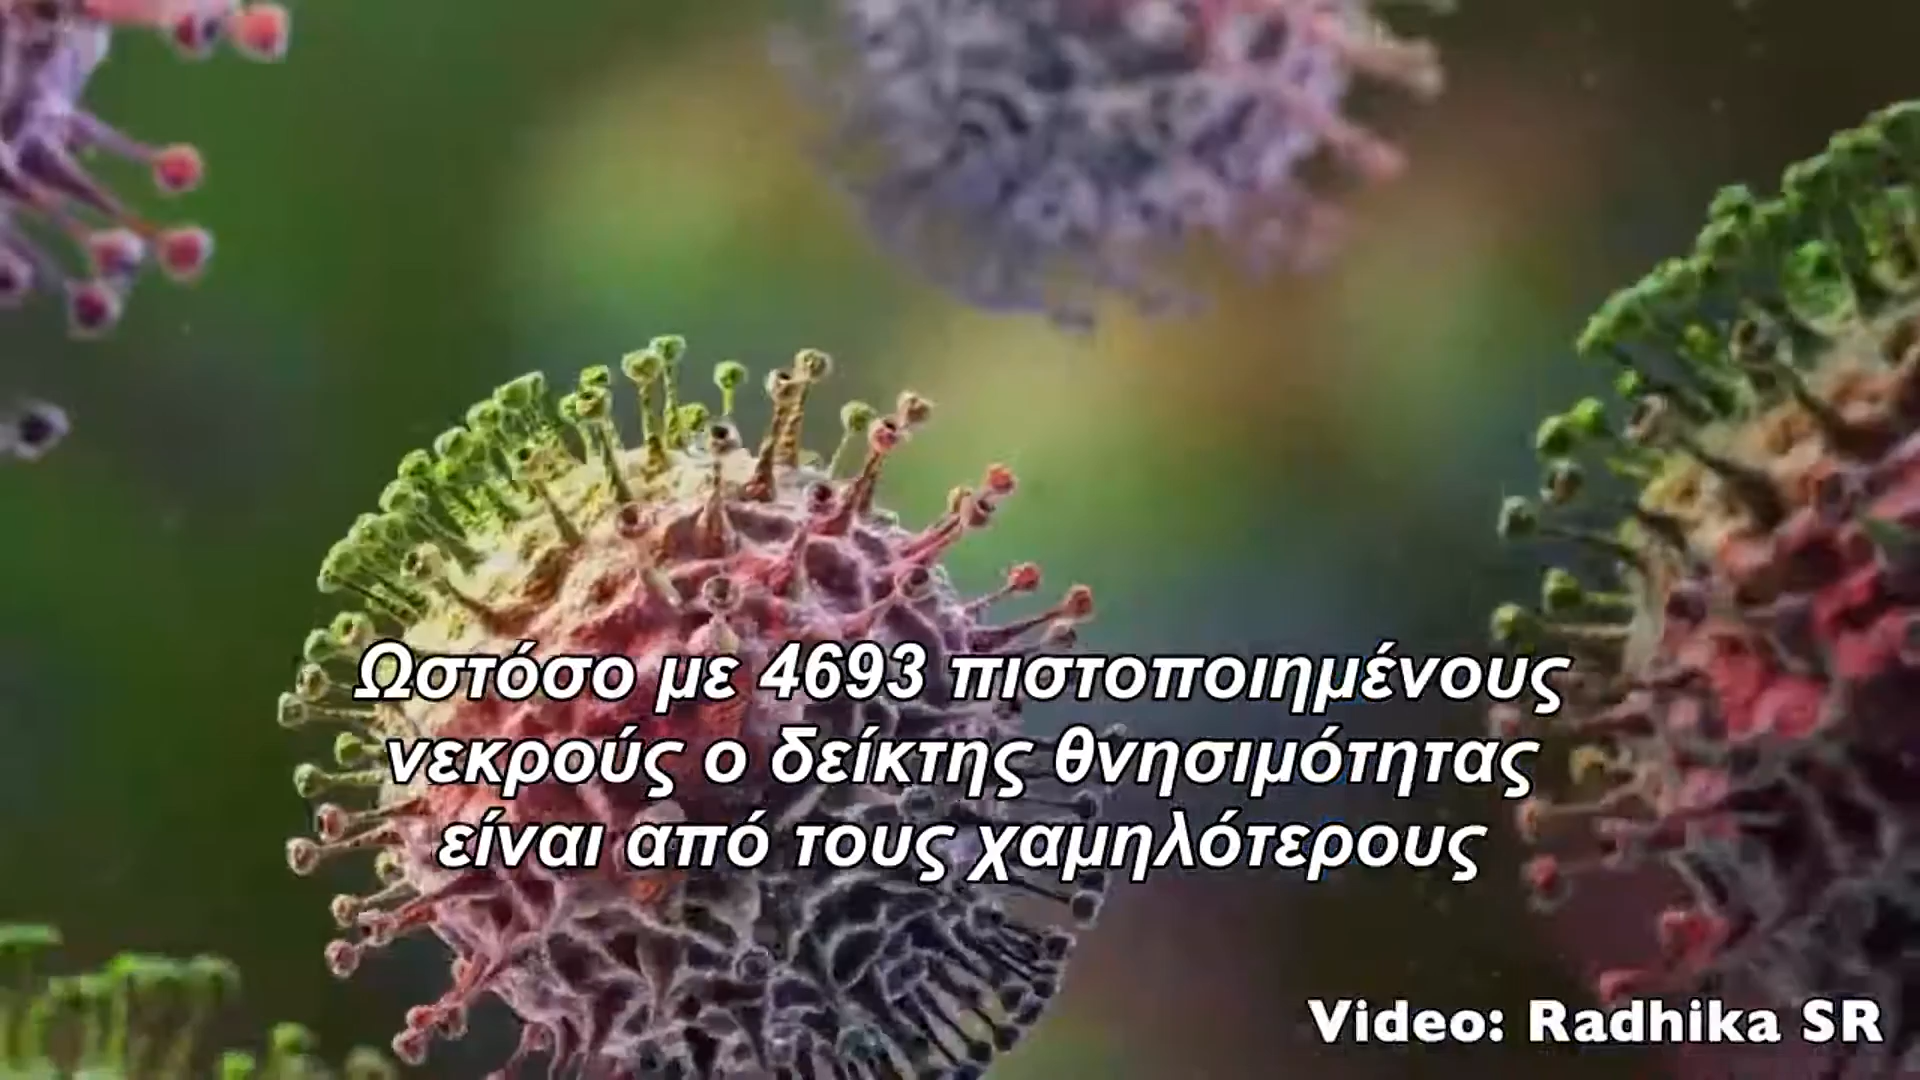 Ωστόσο με 4693 πιστοποιημένους
νεκρούς ο δείκτης θνησιμότητας
είναι από τους χαμηλότερους
Video: Radhika SR